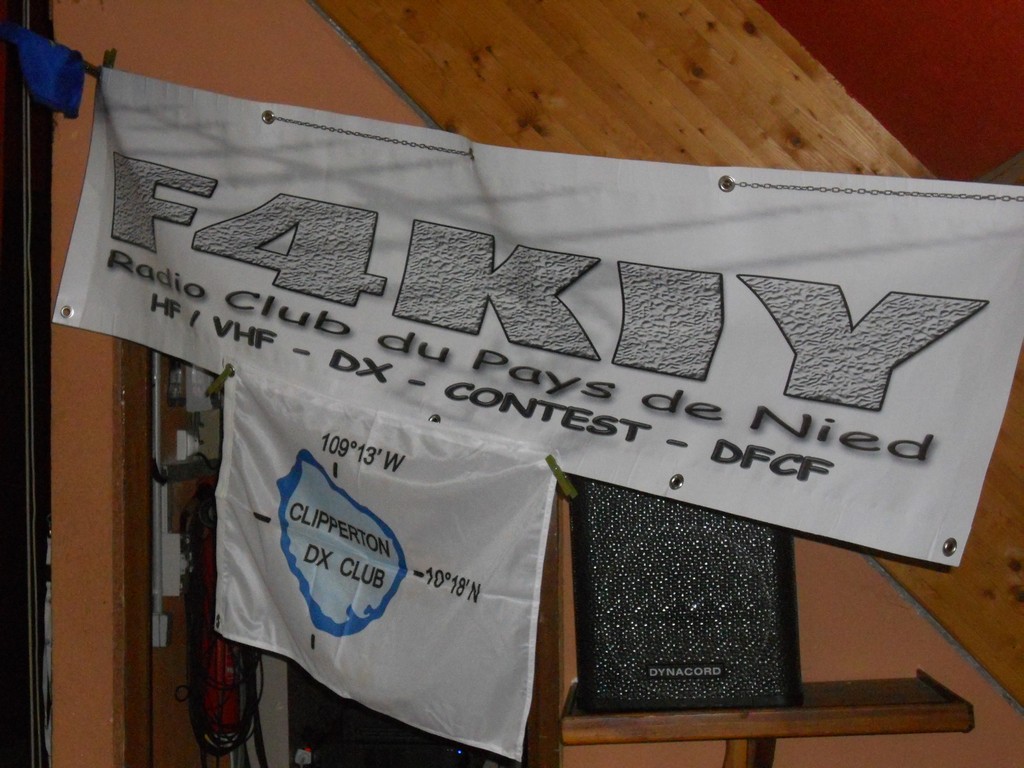 F4KIY
Radio Club du Pays de Nied
HF / VHF - DX - CONTEST - DFCF
109°13'W
CLIPPERTON
DX CLUB
10°18'N
DYNACORD